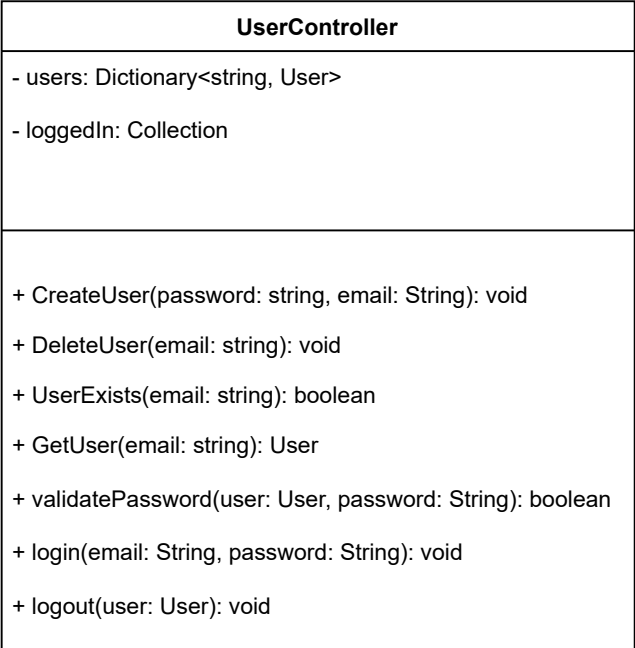 UserController
- users: Dictionary<string, User>
- loggedIn: Collection
+ CreateUser(password: string, email: String): void
+ DeleteUser(email: string): void
+ UserExists(email: string): boolean
+ GetUser(email: string): User
+ validatePassword(user: User, password: String): boolean
+ login(email: String, password: String): void
+ logout(user: User): void